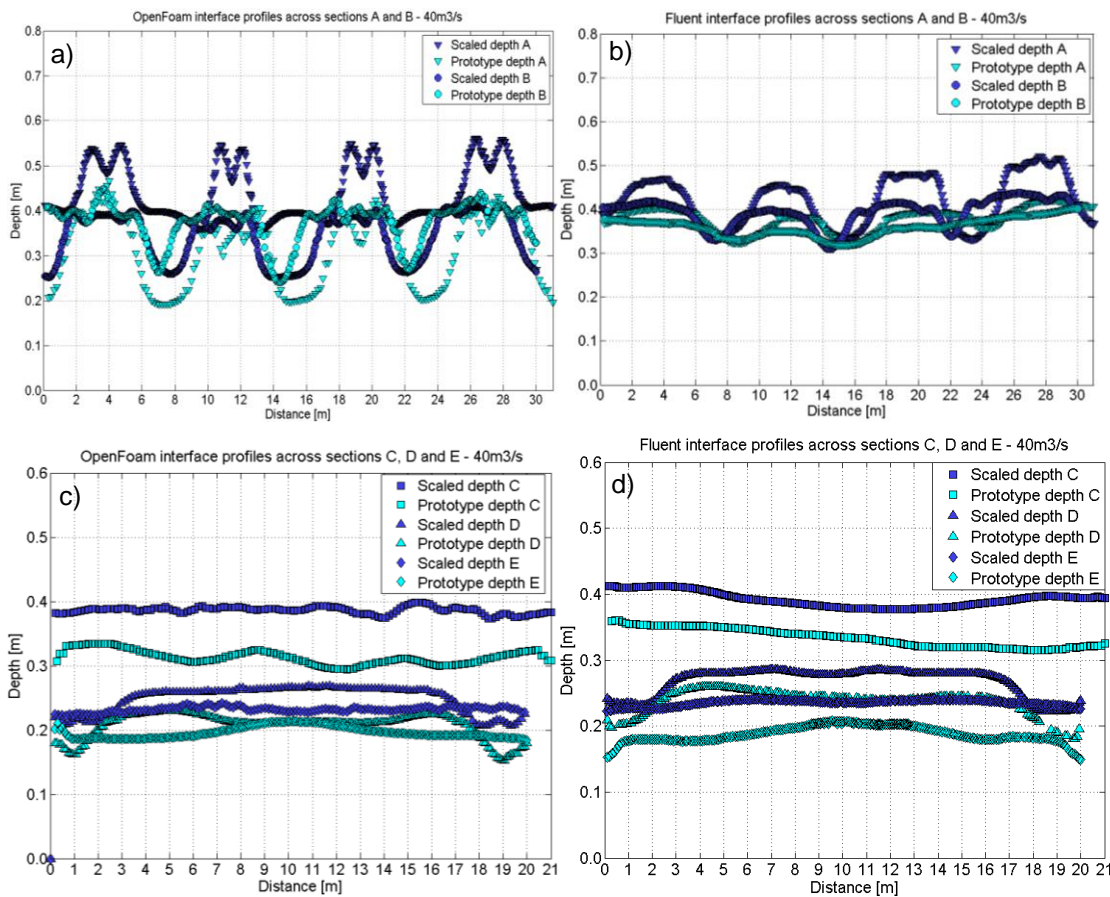 OpenFoam interface profiles across sections A and B - 40m3/s
a)
Scaled depth A
Prototype depth A
Scaled depth B
Prototype depth B
Depth [m]
0.8
0.7
0.6
0.5
0.4
0.3
0.2
0.1
0.0
0 2 4 6 8 10 12 14 16 18 20 22 24 26 28 30
Distance [m]
Fluent interface profiles across sections A and B - 40m3/s
b)
Scaled depth A
Prototype depth A
Scaled depth B
Prototype depth B
Depth [m]
0.8
0.7
0.6
0.5
0.4
0.3
0.2
0.1
0.0
0 2 4 6 8 10 12 14 16 18 20 22 24 26 28 30
Distance [m]
OpenFoam interface profiles across sections C, D and E - 40m3/s
c)
Scaled depth C
Prototype depth C
Scaled depth D
Prototype depth D
Scaled depth E
Prototype depth E
Depth [m]
0.6
0.5
0.4
0.3
0.2
0.1
0.0
0 1 2 3 4 5 6 7 8 9 10 11 12 13 14 15 16 17 18 19 20 21
Distance [m]
Fluent interface profiles across sections C, D and E - 40m3/s
d)
Scaled depth C
Prototype depth C
Scaled depth D
Prototype depth D
Scaled depth E
Prototype depth E
Depth [m]
0.6
0.5
0.4
0.3
0.2
0.1
0.0
0 1 2 3 4 5 6 7 8 9 10 11 12 13 14 15 16 17 18 19 20 21
Distance [m]